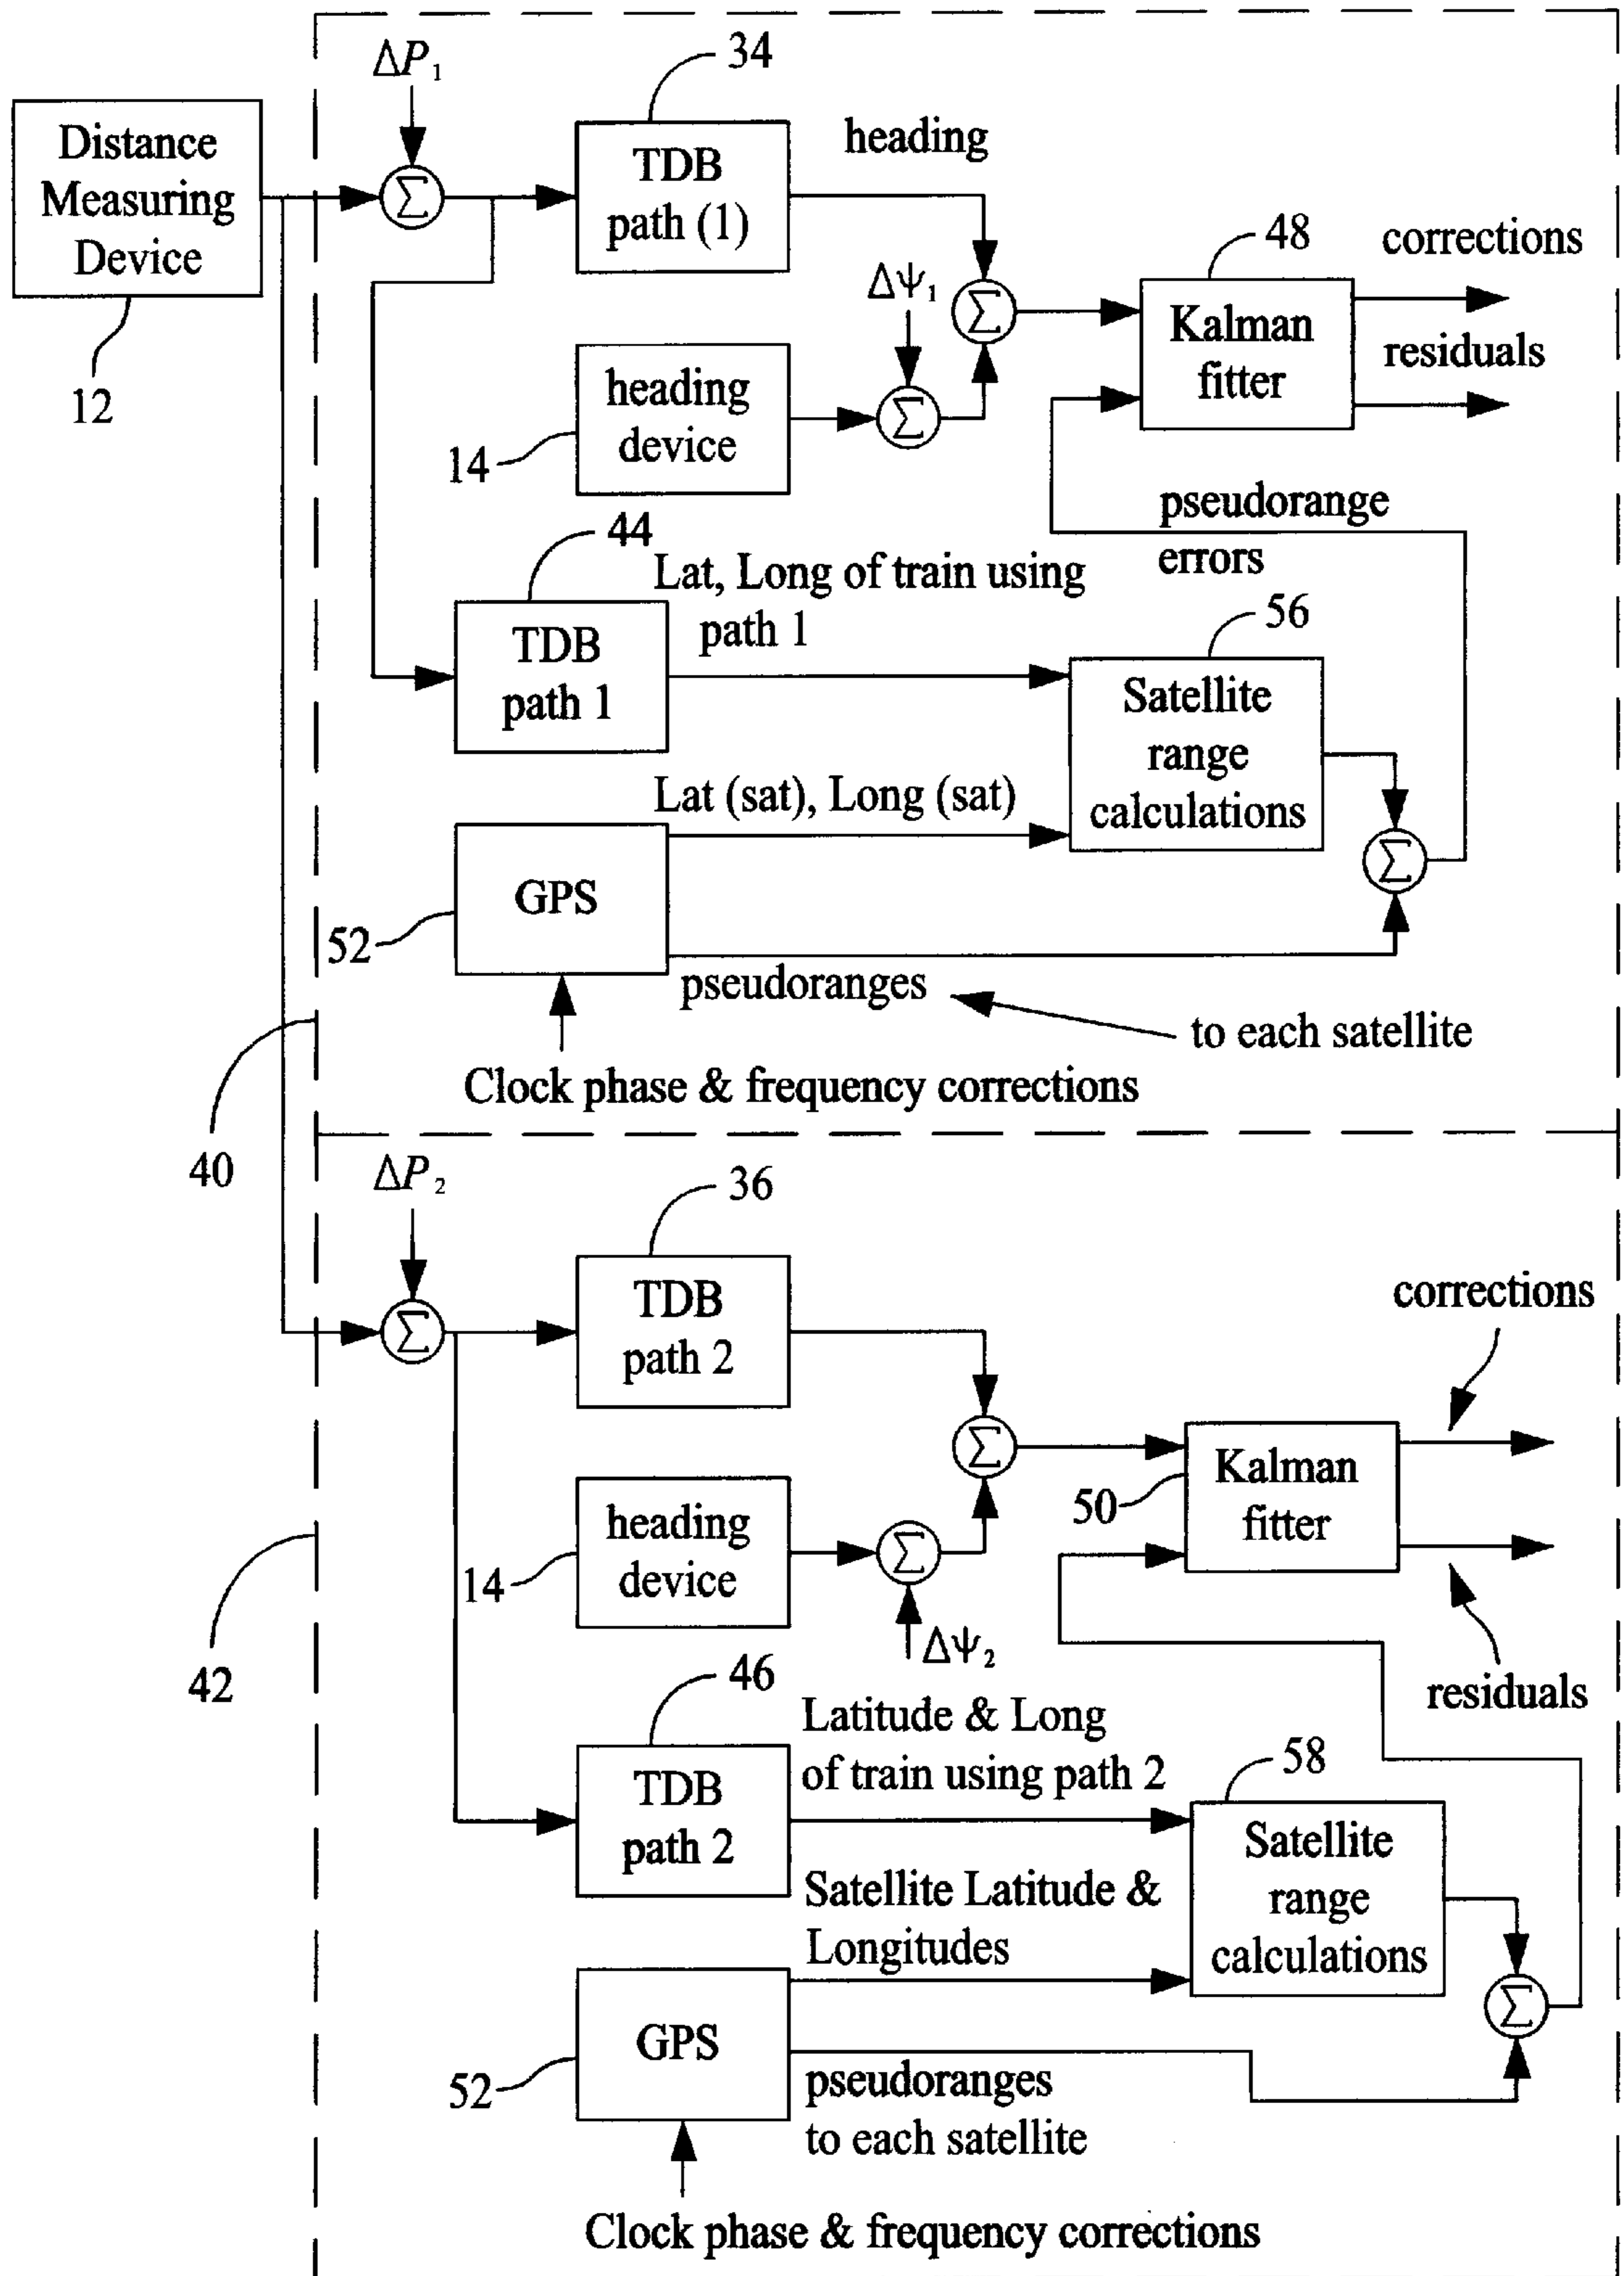 ΔP₁
34
Distance
Measuring
Device
12
Σ
TDB
path (1)
heading
48
corrections
residuals
Δψ₁
Σ
Kalman
fitter
heading
device
14
Σ
pseudorange
errors
44
Lat, Long of train using
path 1
56
TDB
path 1
Satellite
range
calculations
Lat (sat), Long (sat)
Σ
GPS
52
pseudoranges
to each satellite
Clock phase & frequency corrections
40
ΔP₂
36
TDB
path 2
corrections
Σ
Σ
Kalman
fitter
50
heading
device
14
Σ
Δψ₂
42
46
residuals
Latitude & Long
of train using path 2
58
TDB
path 2
Satellite
range
calculations
Satellite Latitude &
Longitudes
Σ
GPS
52
pseudoranges
to each satellite
Clock phase & frequency corrections